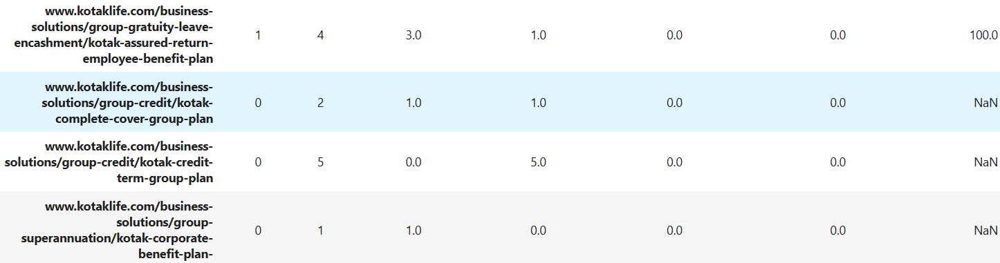 www.kotaklife.com/business-
solutions/group-gratuity-leave-
encashment/kotak-assured-return-
employee-benefit-plan
1 4 3.0 1.0 0.0 0.0 100.0
www.kotaklife.com/business-
solutions/group-credit/kotak-
complete-cover-group-plan
0 2 1.0 1.0 0.0 0.0 NaN
www.kotaklife.com/business-
solutions/group-credit/kotak-credit-
term-group-plan
0 5 0.0 5.0 0.0 0.0 NaN
www.kotaklife.com/business-
solutions/group-
superannuation/kotak-corporate-
benefit-plan-
0 1 1.0 0.0 0.0 0.0 NaN